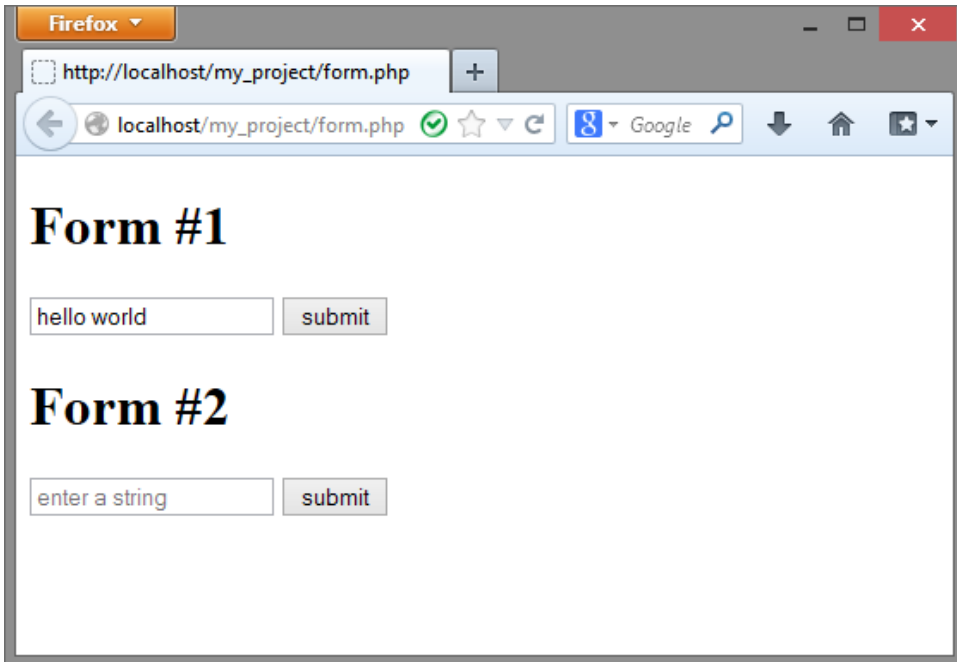 Firefox
http://localhost/my_project/form.php
localhost/my_project/form.php
8 Google
Form #1
hello world submit
Form #2
enter a string submit